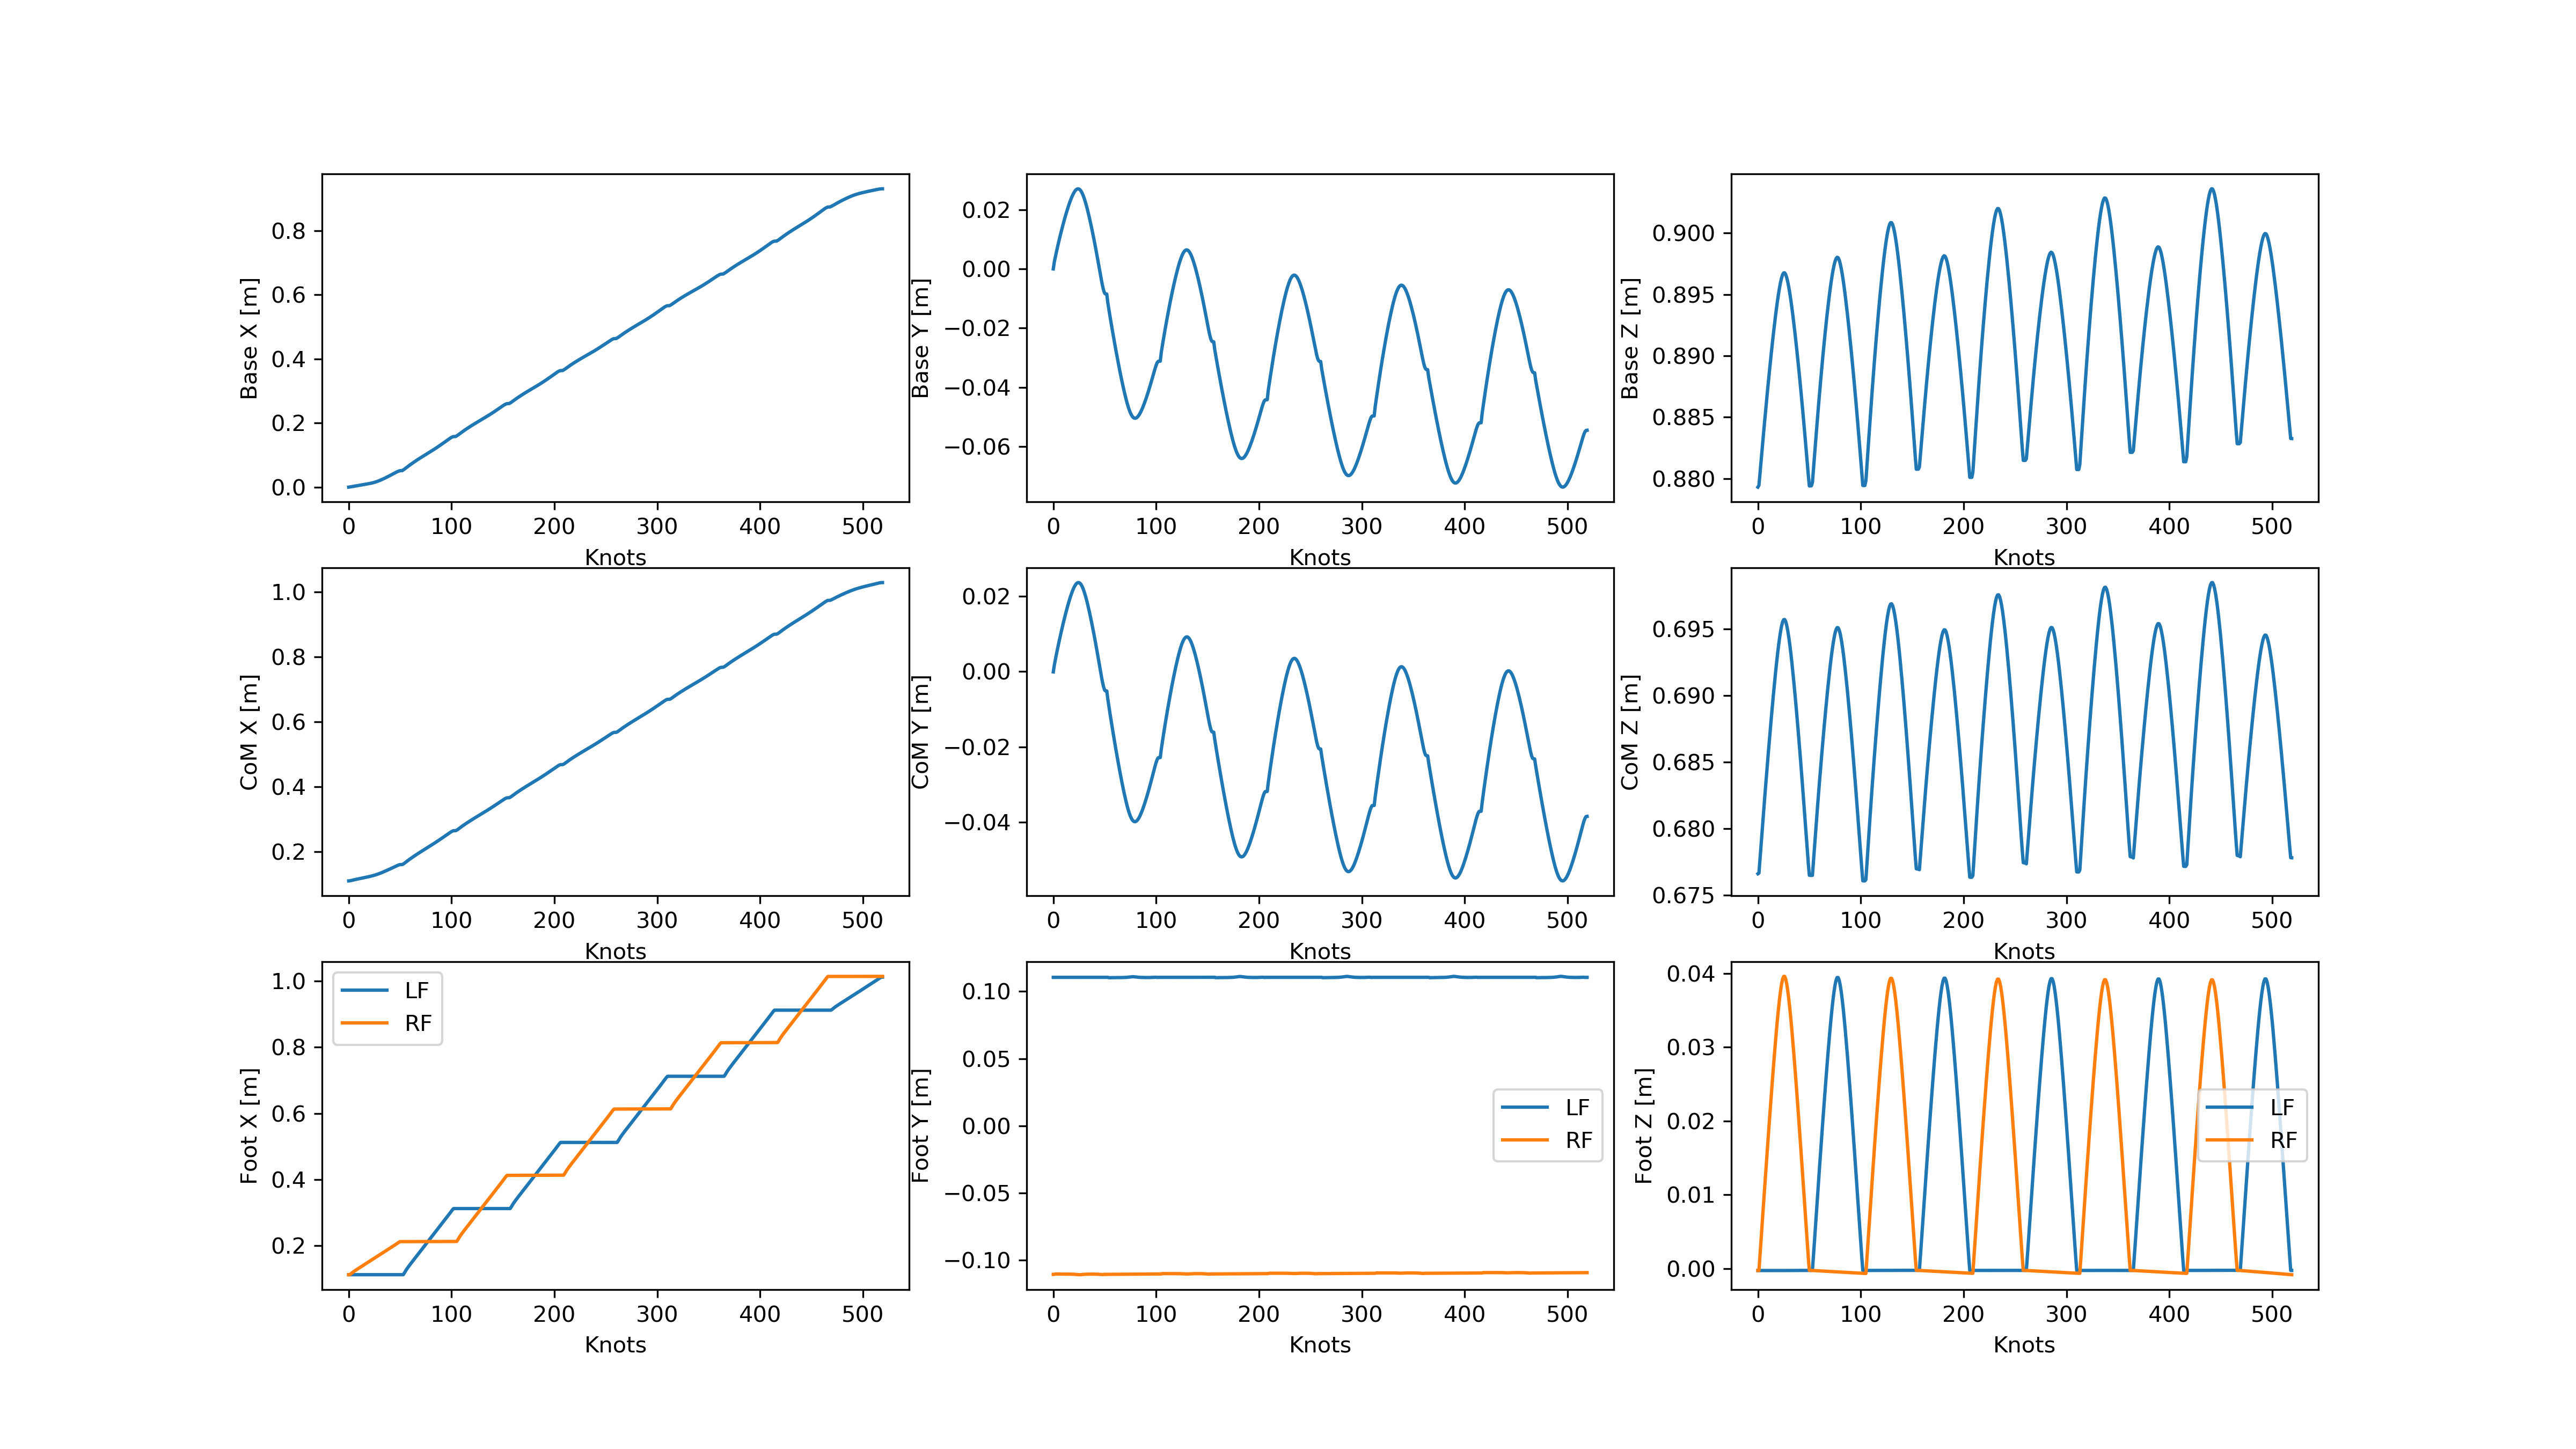 Base X [m]
0.8
0.6
0.4
0.2
0.0
0 100 200 300 400 500
Knots
Base Y [m]
0.02
0.00
−0.02
−0.04
−0.06
0 100 200 300 400 500
Knots
Base Z [m]
0.900
0.895
0.890
0.885
0.880
0 100 200 300 400 500
Knots
CoM X [m]
1.0
0.8
0.6
0.4
0.2
0 100 200 300 400 500
Knots
CoM Y [m]
0.02
0.00
−0.02
−0.04
0 100 200 300 400 500
Knots
CoM Z [m]
0.695
0.690
0.685
0.680
0.675
0 100 200 300 400 500
Knots
Foot X [m]
1.0
0.8
0.6
0.4
0.2
LF
RF
0 100 200 300 400 500
Knots
Foot Y [m]
0.10
0.05
0.00
−0.05
−0.10
LF
RF
0 100 200 300 400 500
Knots
Foot Z [m]
0.04
0.03
0.02
0.01
0.00
LF
RF
0 100 200 300 400 500
Knots